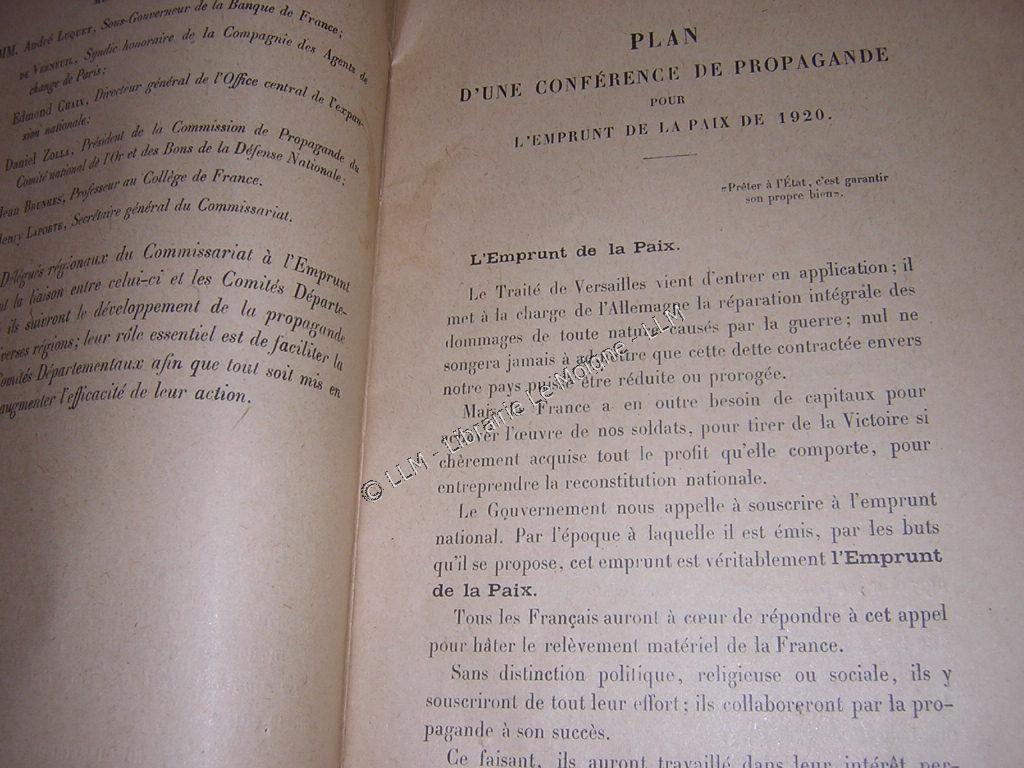 MM. André Luquet, Sous-Gouverneur de la Banque de France;
de Verneuil, Syndic honoraire de la Compagnie des Agents de
change de Paris;
Edmond Chaix, Directeur général de l'Office central de l'expan-
sion nationale;
Daniel Zolla, Président de la Commission de Propagande du
Comité national de l'Or et des Bons de la Défense Nationale;
Jean Brunhes, Professeur au Collège de France.
Henry Laporte, Secrétaire général du Commissariat.
Délégués régionaux du Commissariat à l'Emprunt
la liaison entre celui-ci et les Comités Départe-
ils suivront le développement de la propagande
régions; leur rôle essentiel est de faciliter la
Comités Départementaux afin que tout soit mis en
augmenter l'efficacité de leur action.
PLAN
D'UNE CONFÉRENCE DE PROPAGANDE
POUR
L'EMPRUNT DE LA PAIX DE 1920.
«Prêter à l'État, c'est garantir
son propre bien».
L'Emprunt de la Paix.
Le Traité de Versailles vient d'entrer en application; il
met à la charge de l'Allemagne la réparation intégrale des
dommages de toute nature causés par la guerre; nul ne
songera jamais à admettre que cette dette contractée envers
notre pays puisse être réduite ou prorogée.
Mais la France a en outre besoin de capitaux pour
l'œuvre de nos soldats, pour tirer de la Victoire si
chèrement acquise tout le profit qu'elle comporte, pour
entreprendre la reconstitution nationale.
Le Gouvernement nous appelle à souscrire à l'emprunt
national. Par l'époque à laquelle il est émis, par les buts
qu'il se propose, cet emprunt est véritablement l'Emprunt
de la Paix.
Tous les Français auront à cœur de répondre à cet appel
pour hâter le relèvement matériel de la France.
Sans distinction politique, religieuse ou sociale, ils y
souscriront de tout leur effort; ils collaboreront par la pro-
pagande à son succès.
Ce faisant, ils auront travaillé dans leur intérêt per-
© LLM - Librairie Le Moigne - LLM